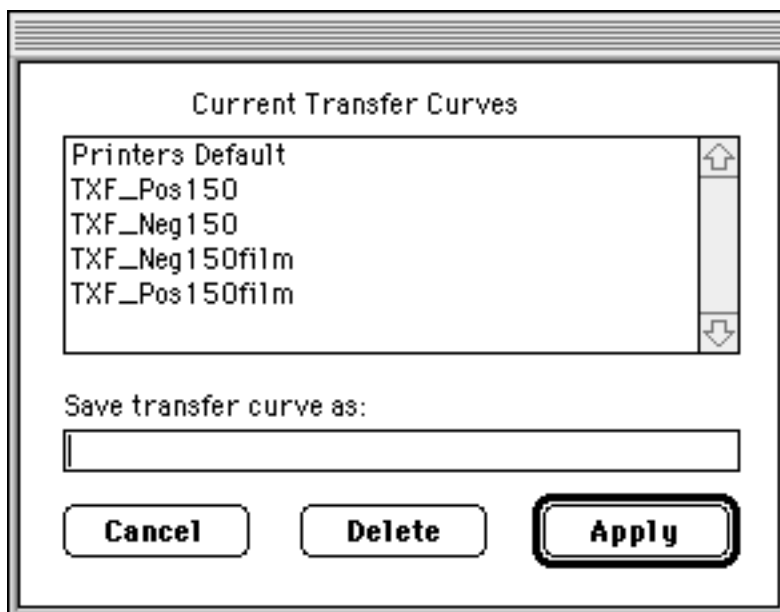 Current Transfer Curves
Printers Default
TXF_Pos150
TXF_Neg150
TXF_Neg150film
TXF_Pos150film
Save transfer curve as:
Cancel Delete Apply